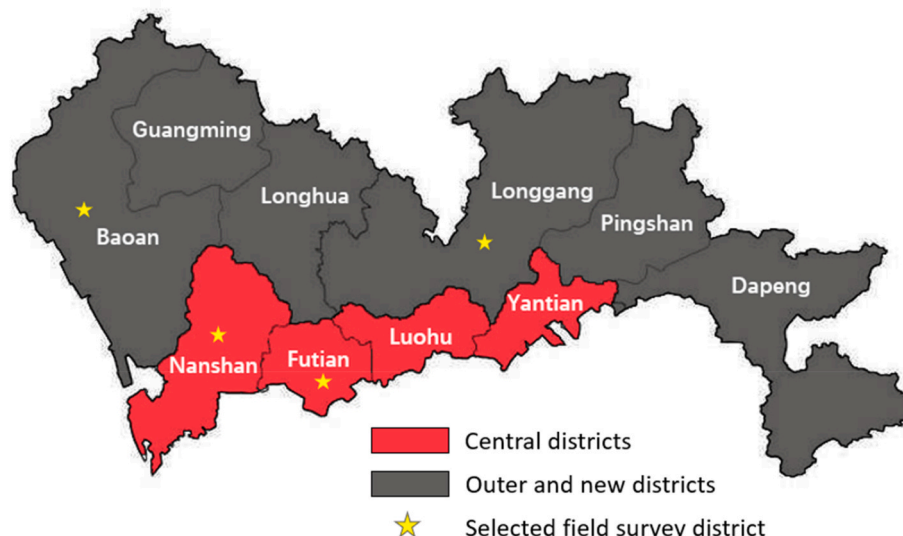 Guangming
Longhua
Longgang
Baoan
Pingshan
Dapeng
Yantian
Luohu
Futian
Nanshan
Central districts
Outer and new districts
Selected field survey district